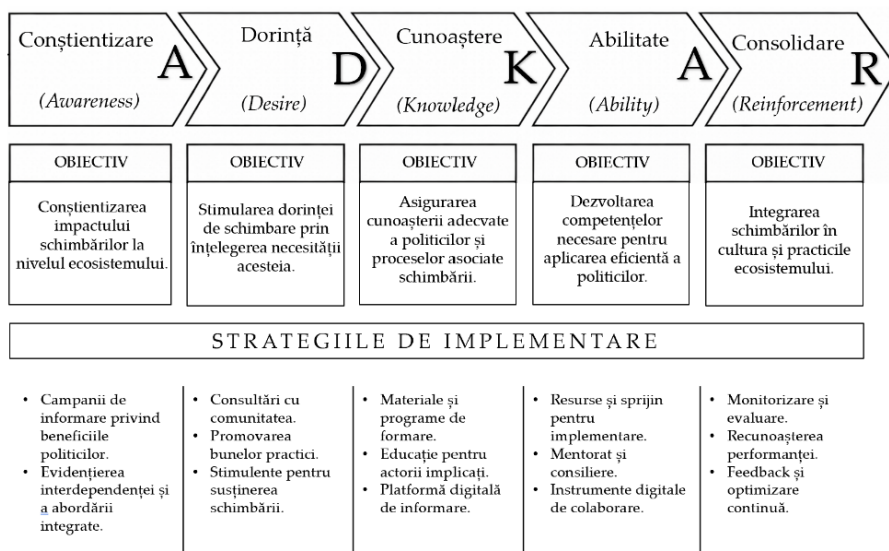 Conștientizare
A
(Awareness)
Dorință
D
(Desire)
Cunoaștere
K
(Knowledge)
Abilitate
A
(Ability)
Consolidare
R
(Reinforcement)
OBIECTIV
Conștientizarea
impactului
schimbărilor la
nivelul ecosistemului.
OBIECTIV
Stimularea dorinței
de schimbare prin
înțelegerea necesității
acesteia.
OBIECTIV
Asigurarea
cunoașterii adecvate
a politicilor și
proceselor asociate
schimbării.
OBIECTIV
Dezvoltarea
competențelor
necesare pentru
aplicarea eficientă a
politicilor.
OBIECTIV
Integrarea
schimbărilor în
cultura și practicile
ecosistemului.
STRATEGIILE DE IMPLEMENTARE
• Campanii de
informare privind
beneficiile
politicilor.
• Evidențierea
interdependenței și
a abordării
integrate.
• Consultări cu
comunitatea.
• Promovarea
bunelor practici.
• Stimulente pentru
susținerea
schimbării.
• Materiale și
programe de
formare.
• Educație pentru
actorii implicați.
• Platformă digitală
de informare.
• Resurse și sprijin
pentru
implementare.
• Mentorat și
consiliere.
• Instrumente digitale
de colaborare.
• Monitorizare și
evaluare.
• Recunoașterea
performanței.
• Feedback și
optimizare
continuă.